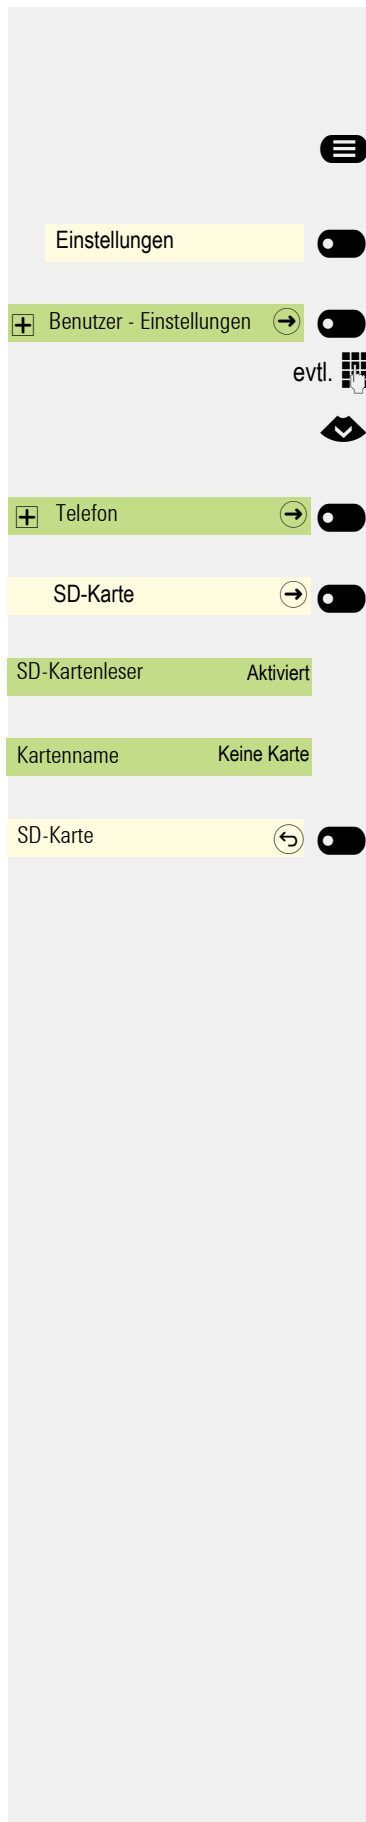 Einstellungen
Benutzer - Einstellungen
evtl.
Telefon
SD-Karte
SD-Kartenleser Aktiviert
Kartenname Keine Karte
SD-Karte